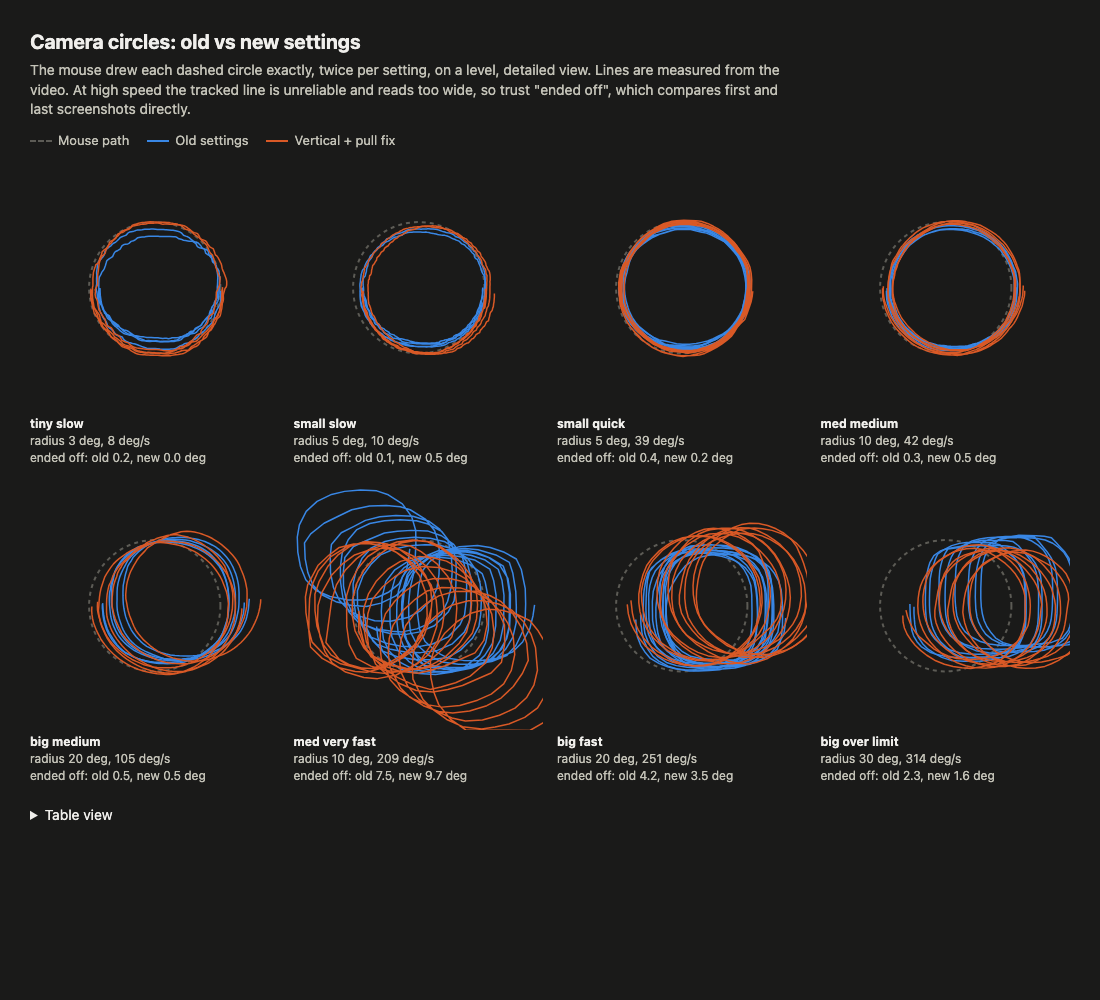 Camera circles: old vs new settings
The mouse drew each dashed circle exactly, twice per setting, on a level, detailed view. Lines are measured from the
video. At high speed the tracked line is unreliable and reads too wide, so trust "ended off", which compares first and
last screenshots directly.
Mouse path Old settings Vertical + pull fix
tiny slow
radius 3 deg, 8 deg/s
ended off: old 0.2, new 0.0 deg
small slow
radius 5 deg, 10 deg/s
ended off: old 0.1, new 0.5 deg
small quick
radius 5 deg, 39 deg/s
ended off: old 0.4, new 0.2 deg
med medium
radius 10 deg, 42 deg/s
ended off: old 0.3, new 0.5 deg
big medium
radius 20 deg, 105 deg/s
ended off: old 0.5, new 0.5 deg
med very fast
radius 10 deg, 209 deg/s
ended off: old 7.5, new 9.7 deg
big fast
radius 20 deg, 251 deg/s
ended off: old 4.2, new 3.5 deg
big over limit
radius 30 deg, 314 deg/s
ended off: old 2.3, new 1.6 deg
Table view